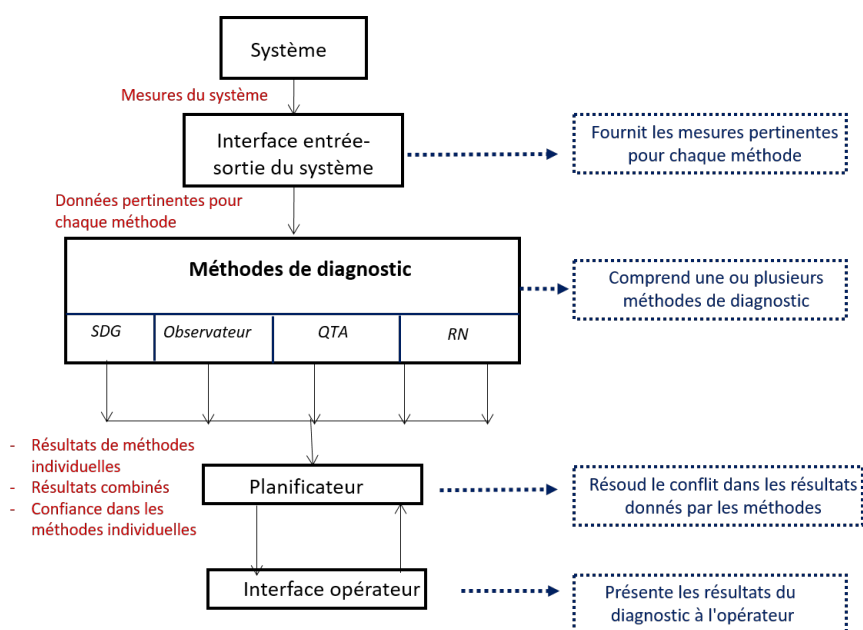 Système
Mesures du système
Interface entrée-
sortie du système
Fournit les mesures pertinentes
pour chaque méthode
Données pertinentes pour
chaque méthode
Méthodes de diagnostic
Comprend une ou plusieurs
méthodes de diagnostic
SDG
Observateur
QTA
RN
- Résultats de méthodes
individuelles
- Résultats combinés
- Confiance dans les
méthodes individuelles
Planificateur
Résoud le conflit dans les résultats
donnés par les méthodes
Interface opérateur
Présente les résultats du
diagnostic à l'opérateur